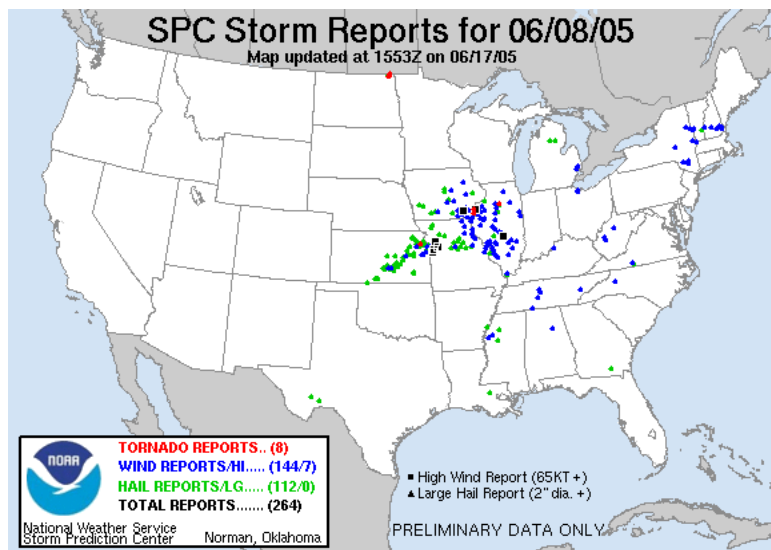 SPC Storm Reports for 06/08/05
Map updated at 1553Z on 06/17/05
NOAA
TORNADO REPORTS.. (8)
WIND REPORTS/HI..... (144/7)
HAIL REPORTS/LG..... (112/0)
TOTAL REPORTS....... (264)
National Weather Service
Storm Prediction Center Norman, Oklahoma
High Wind Report (65KT +)
Large Hail Report (2" dia. +)
PRELIMINARY DATA ONLY.